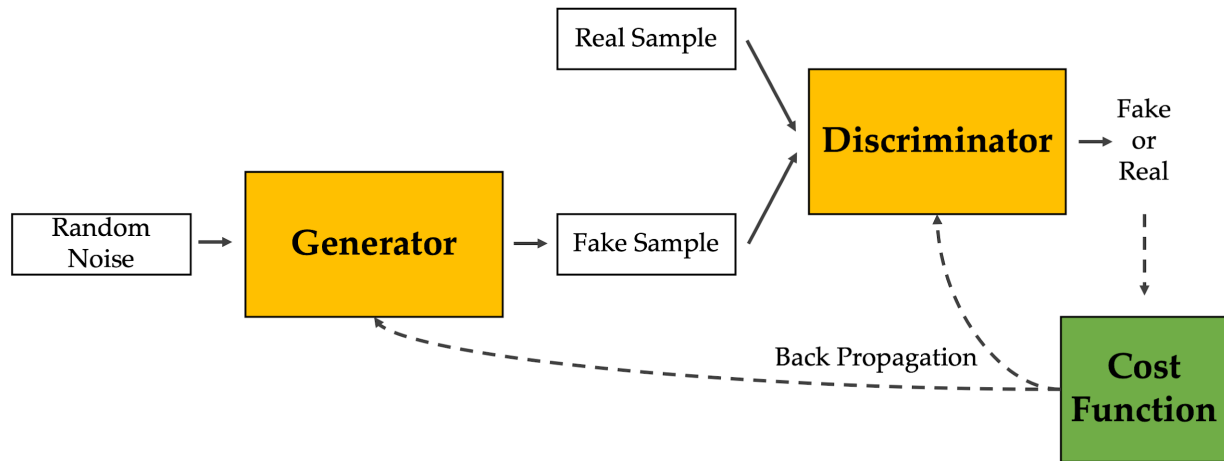 Real Sample
Discriminator
Fake
or
Real
Random
Noise
Generator
Fake Sample
Back Propagation
Cost
Function